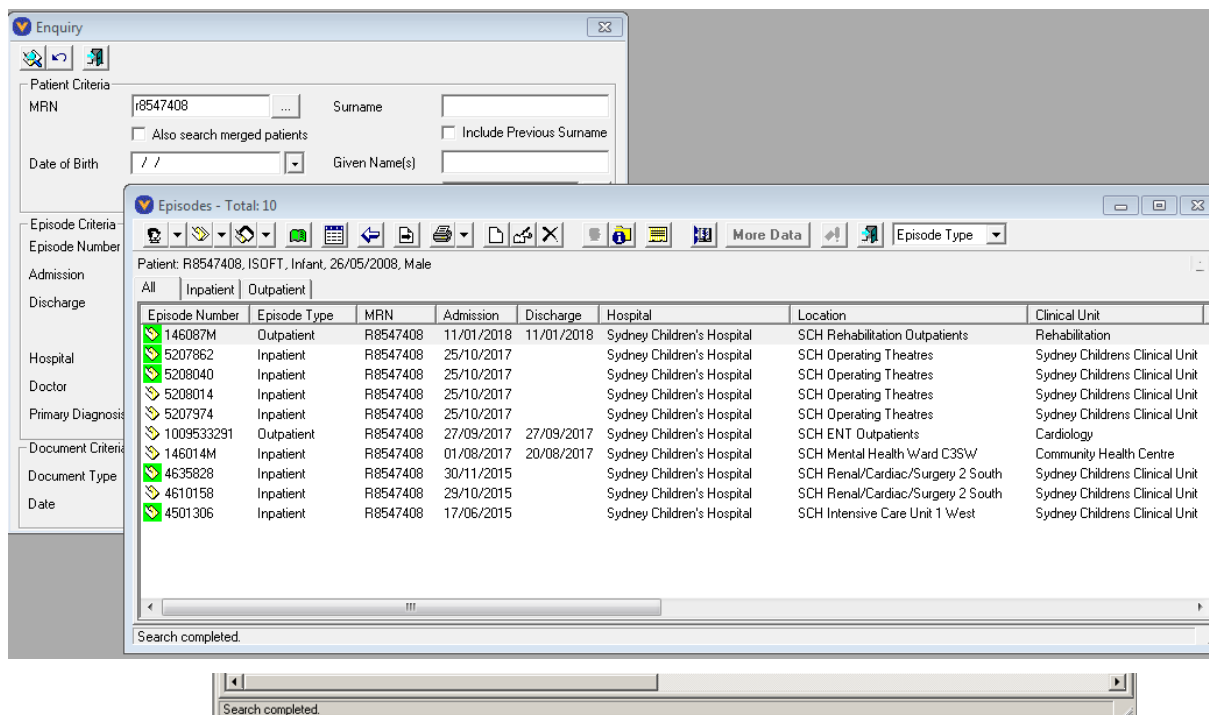 Enquiry
Patient Criteria
MRN r8547408 ... Surname
Also search merged patients Include Previous Surname
Date of Birth / / Given Name(s)
Episodes - Total: 10
Episode Criteria
Episode Number
Admission
Discharge
Hospital
Doctor
Primary Diagnosis
Document Criteria
Document Type
Date
More Data Episode Type
Patient: R8547408, ISOFT, Infant, 26/05/2008, Male
All Inpatient Outpatient
Episode Number Episode Type MRN Admission Discharge Hospital Location Clinical Unit
146087M Outpatient R8547408 11/01/2018 11/01/2018 Sydney Children's Hospital SCH Rehabilitation Outpatients Rehabilitation
5207862 Inpatient R8547408 25/10/2017 Sydney Children's Hospital SCH Operating Theatres Sydney Childrens Clinical Unit
5208040 Inpatient R8547408 25/10/2017 Sydney Children's Hospital SCH Operating Theatres Sydney Childrens Clinical Unit
5208014 Inpatient R8547408 25/10/2017 Sydney Children's Hospital SCH Operating Theatres Sydney Childrens Clinical Unit
5207974 Inpatient R8547408 25/10/2017 Sydney Children's Hospital SCH Operating Theatres Sydney Childrens Clinical Unit
1009533291 Outpatient R8547408 27/09/2017 27/09/2017 Sydney Children's Hospital SCH ENT Outpatients Cardiology
146014M Inpatient R8547408 01/08/2017 20/08/2017 Sydney Children's Hospital SCH Mental Health Ward C3SW Community Health Centre
4635828 Inpatient R8547408 30/11/2015 Sydney Children's Hospital SCH Renal/Cardiac/Surgery 2 South Sydney Childrens Clinical Unit
4610158 Inpatient R8547408 29/10/2015 Sydney Children's Hospital SCH Renal/Cardiac/Surgery 2 South Sydney Childrens Clinical Unit
4501306 Inpatient R8547408 17/06/2015 Sydney Children's Hospital SCH Intensive Care Unit 1 West Sydney Childrens Clinical Unit
Search completed.
Search completed.